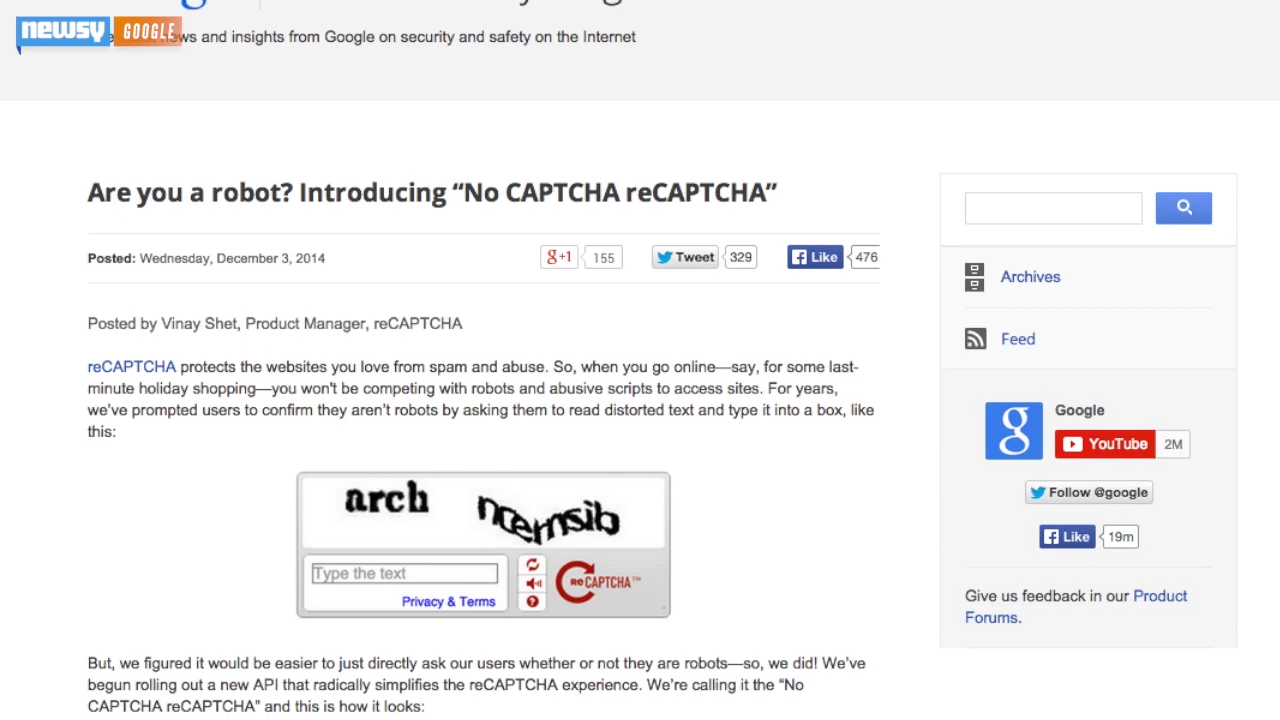 newsy GOOGLE
ws and insights from Google on security and safety on the Internet
Are you a robot? Introducing “No CAPTCHA reCAPTCHA”
Posted: Wednesday, December 3, 2014
g+1 155 Tweet 329 Like 476
Posted by Vinay Shet, Product Manager, reCAPTCHA
reCAPTCHA protects the websites you love from spam and abuse. So, when you go online—say, for some last-
minute holiday shopping—you won't be competing with robots and abusive scripts to access sites. For years,
we’ve prompted users to confirm they aren’t robots by asking them to read distorted text and type it into a box, like
this:
arch
Type the text
Privacy & Terms
ReCAPTCHA™
But, we figured it would be easier to just directly ask our users whether or not they are robots—so, we did! We’ve
begun rolling out a new API that radically simplifies the reCAPTCHA experience. We’re calling it the “No
CAPTCHA reCAPTCHA” and this is how it looks:
Archives
Feed
g
Google
YouTube 2M
Follow @google
Like 19m
Give us feedback in our Product
Forums.